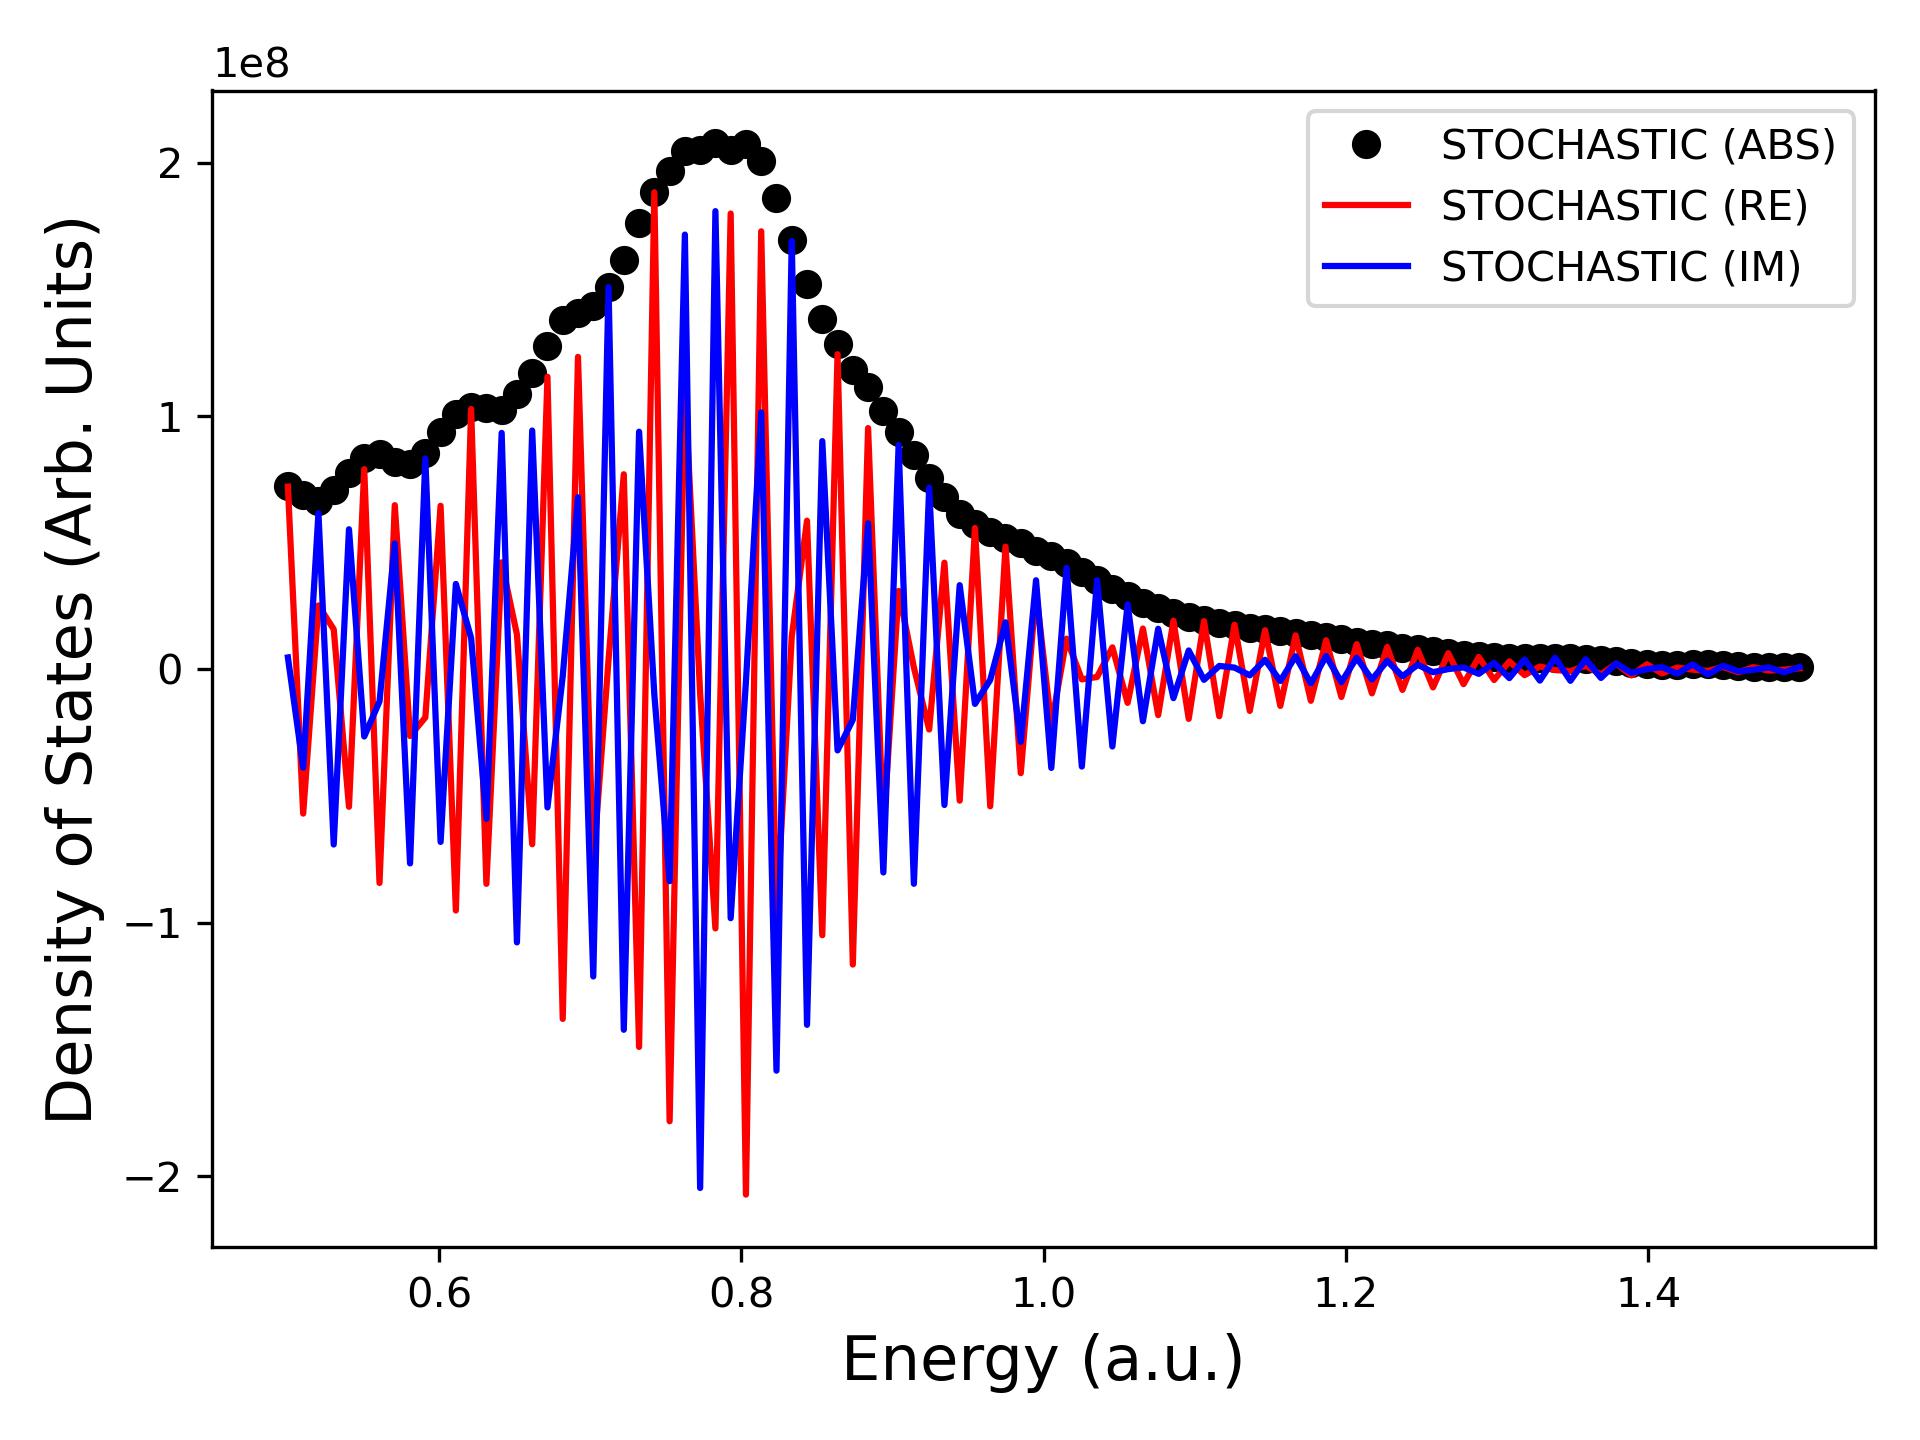 1e8
STOCHASTIC (ABS)
STOCHASTIC (RE)
STOCHASTIC (IM)
Density of States (Arb. Units)
2
1
0
−1
−2
0.6 0.8 1.0 1.2 1.4
Energy (a.u.)